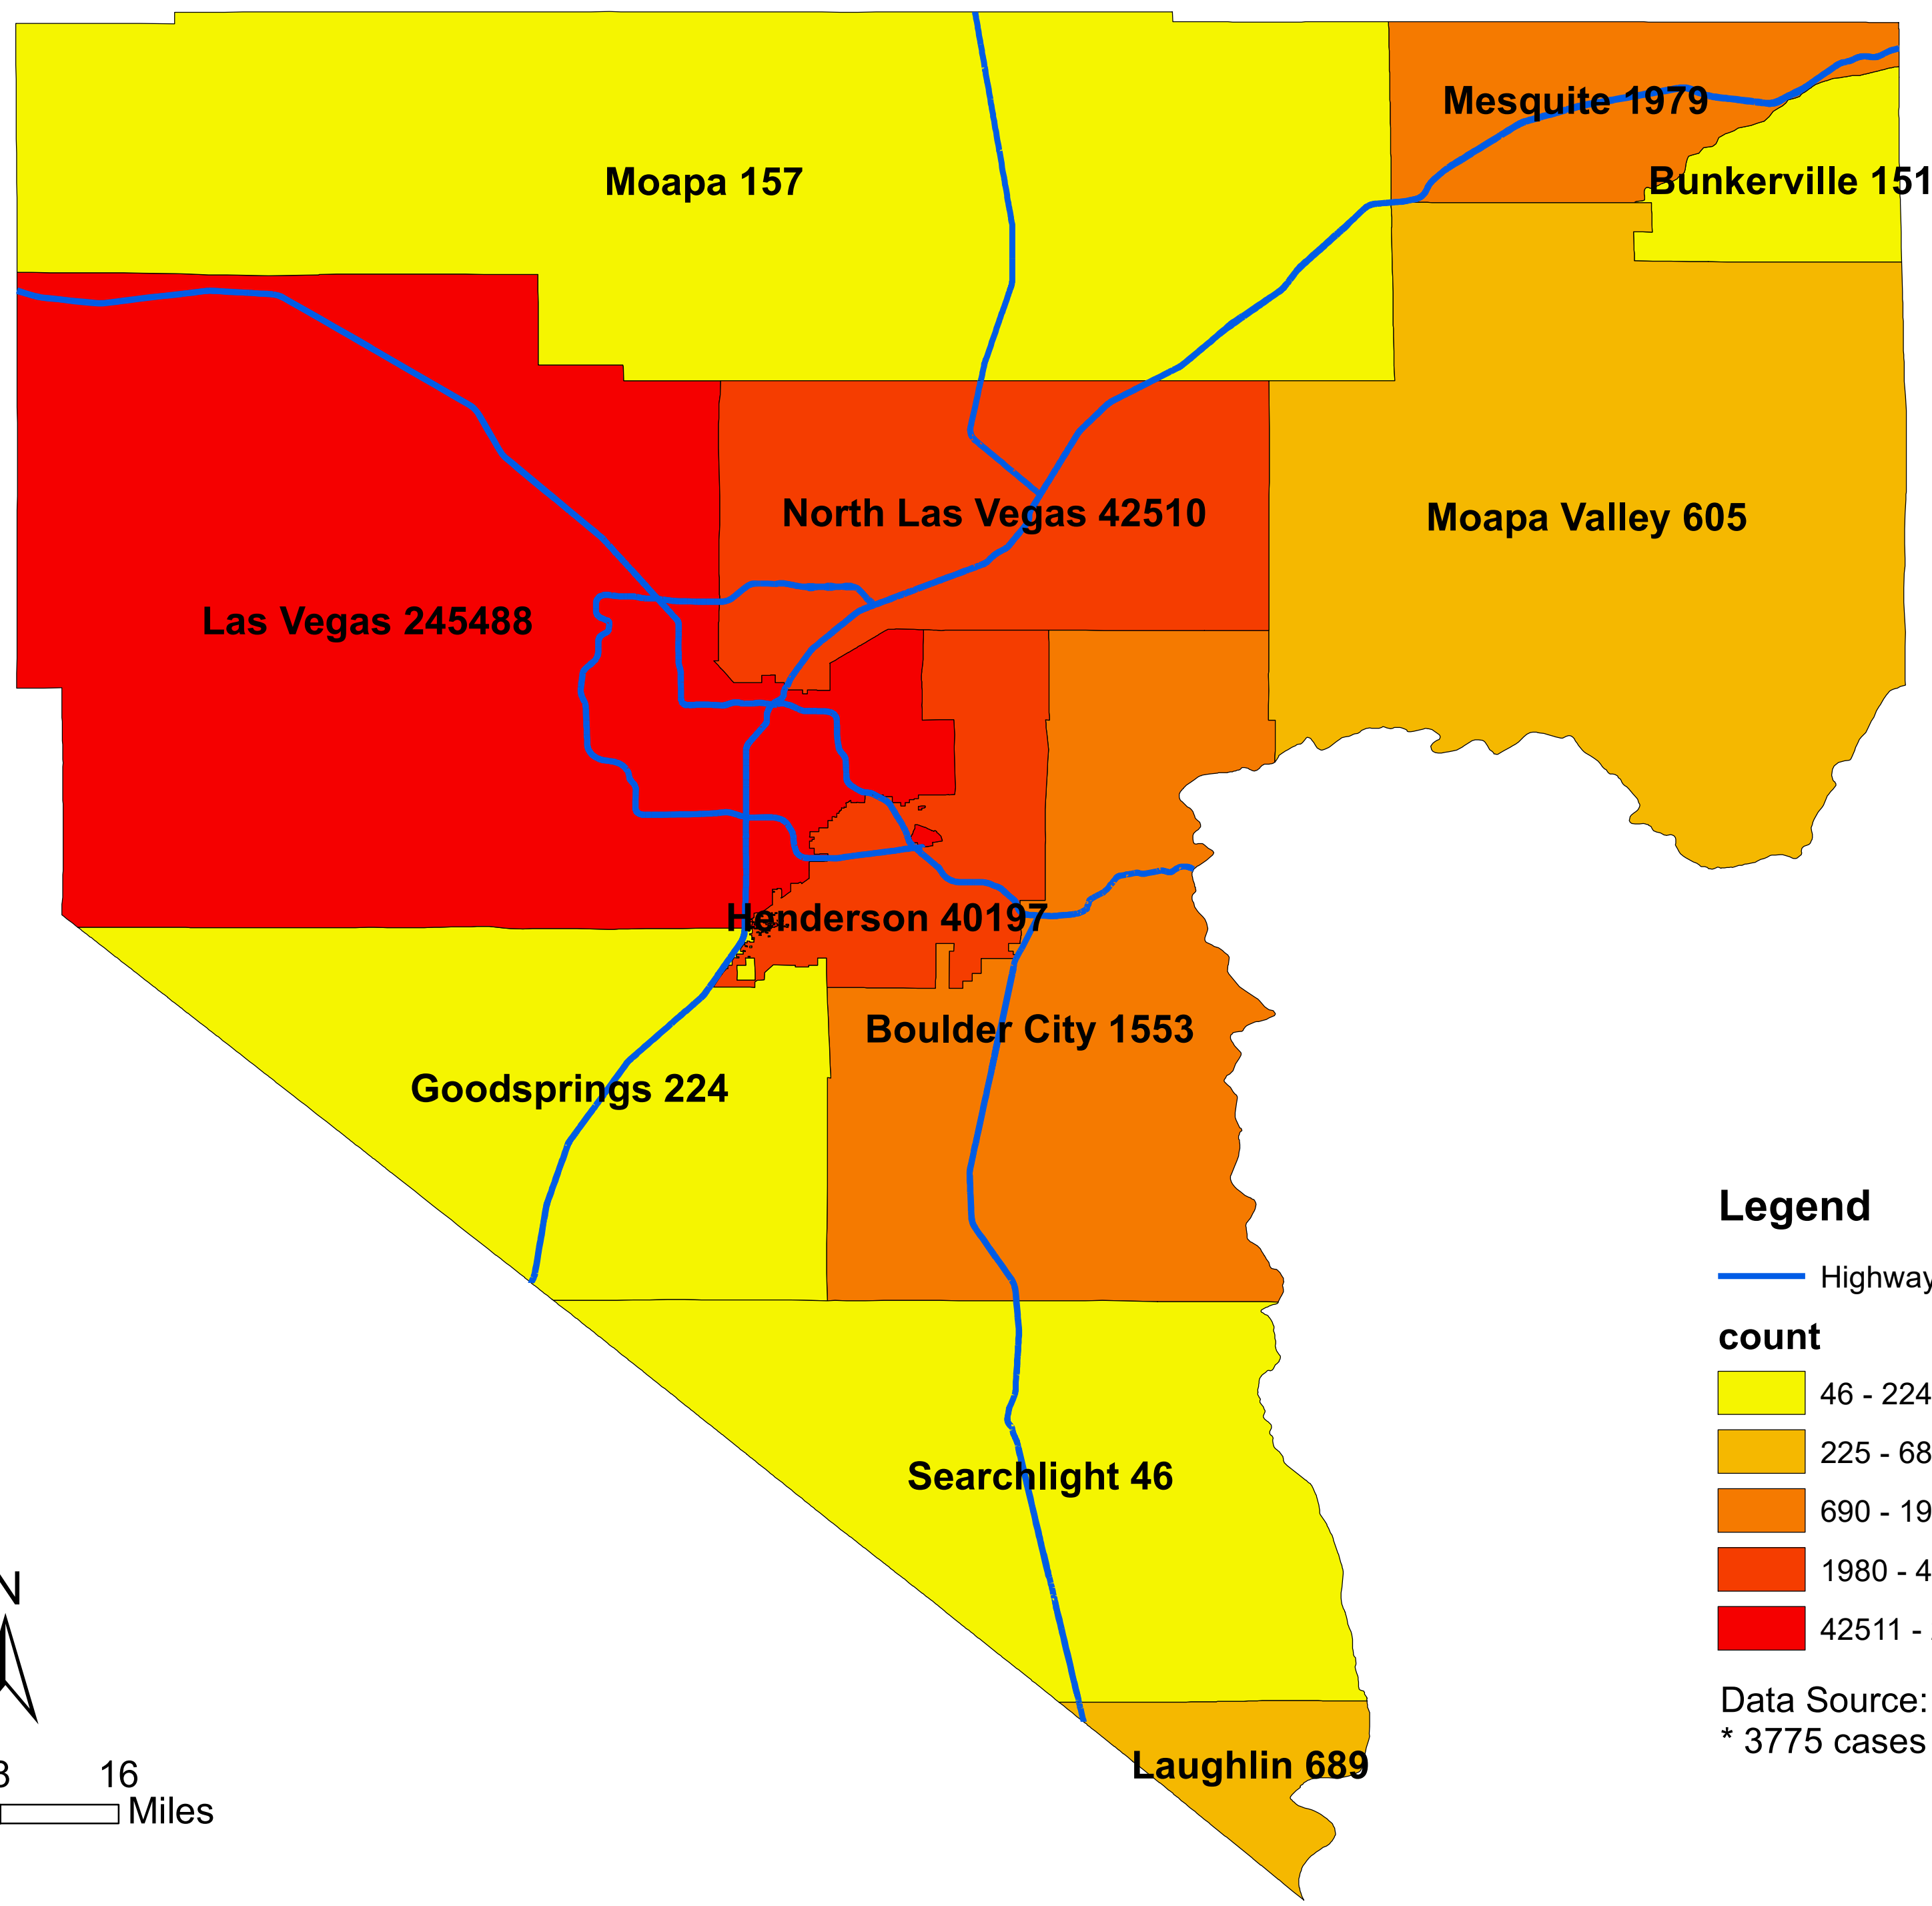 Mesquite 1979
Moapa 157
Bunkerville 151
North Las Vegas 42510
Moapa Valley 605
Las Vegas 245488
Henderson 40197
Boulder City 1553
Goodsprings 224
Searchlight 46
Laughlin 689
Legend
Highway
count
46 - 224
225 - 68
690 - 19
1980 - 4
42511 -
Data Source:
* 3775 cases
N
16
Miles